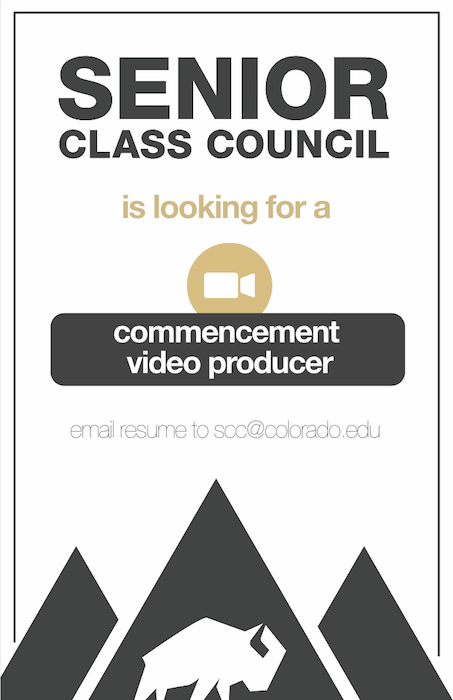 SENIOR
CLASS COUNCIL
is looking for a
commencement
video producer
email resume to scc@colorado.edu